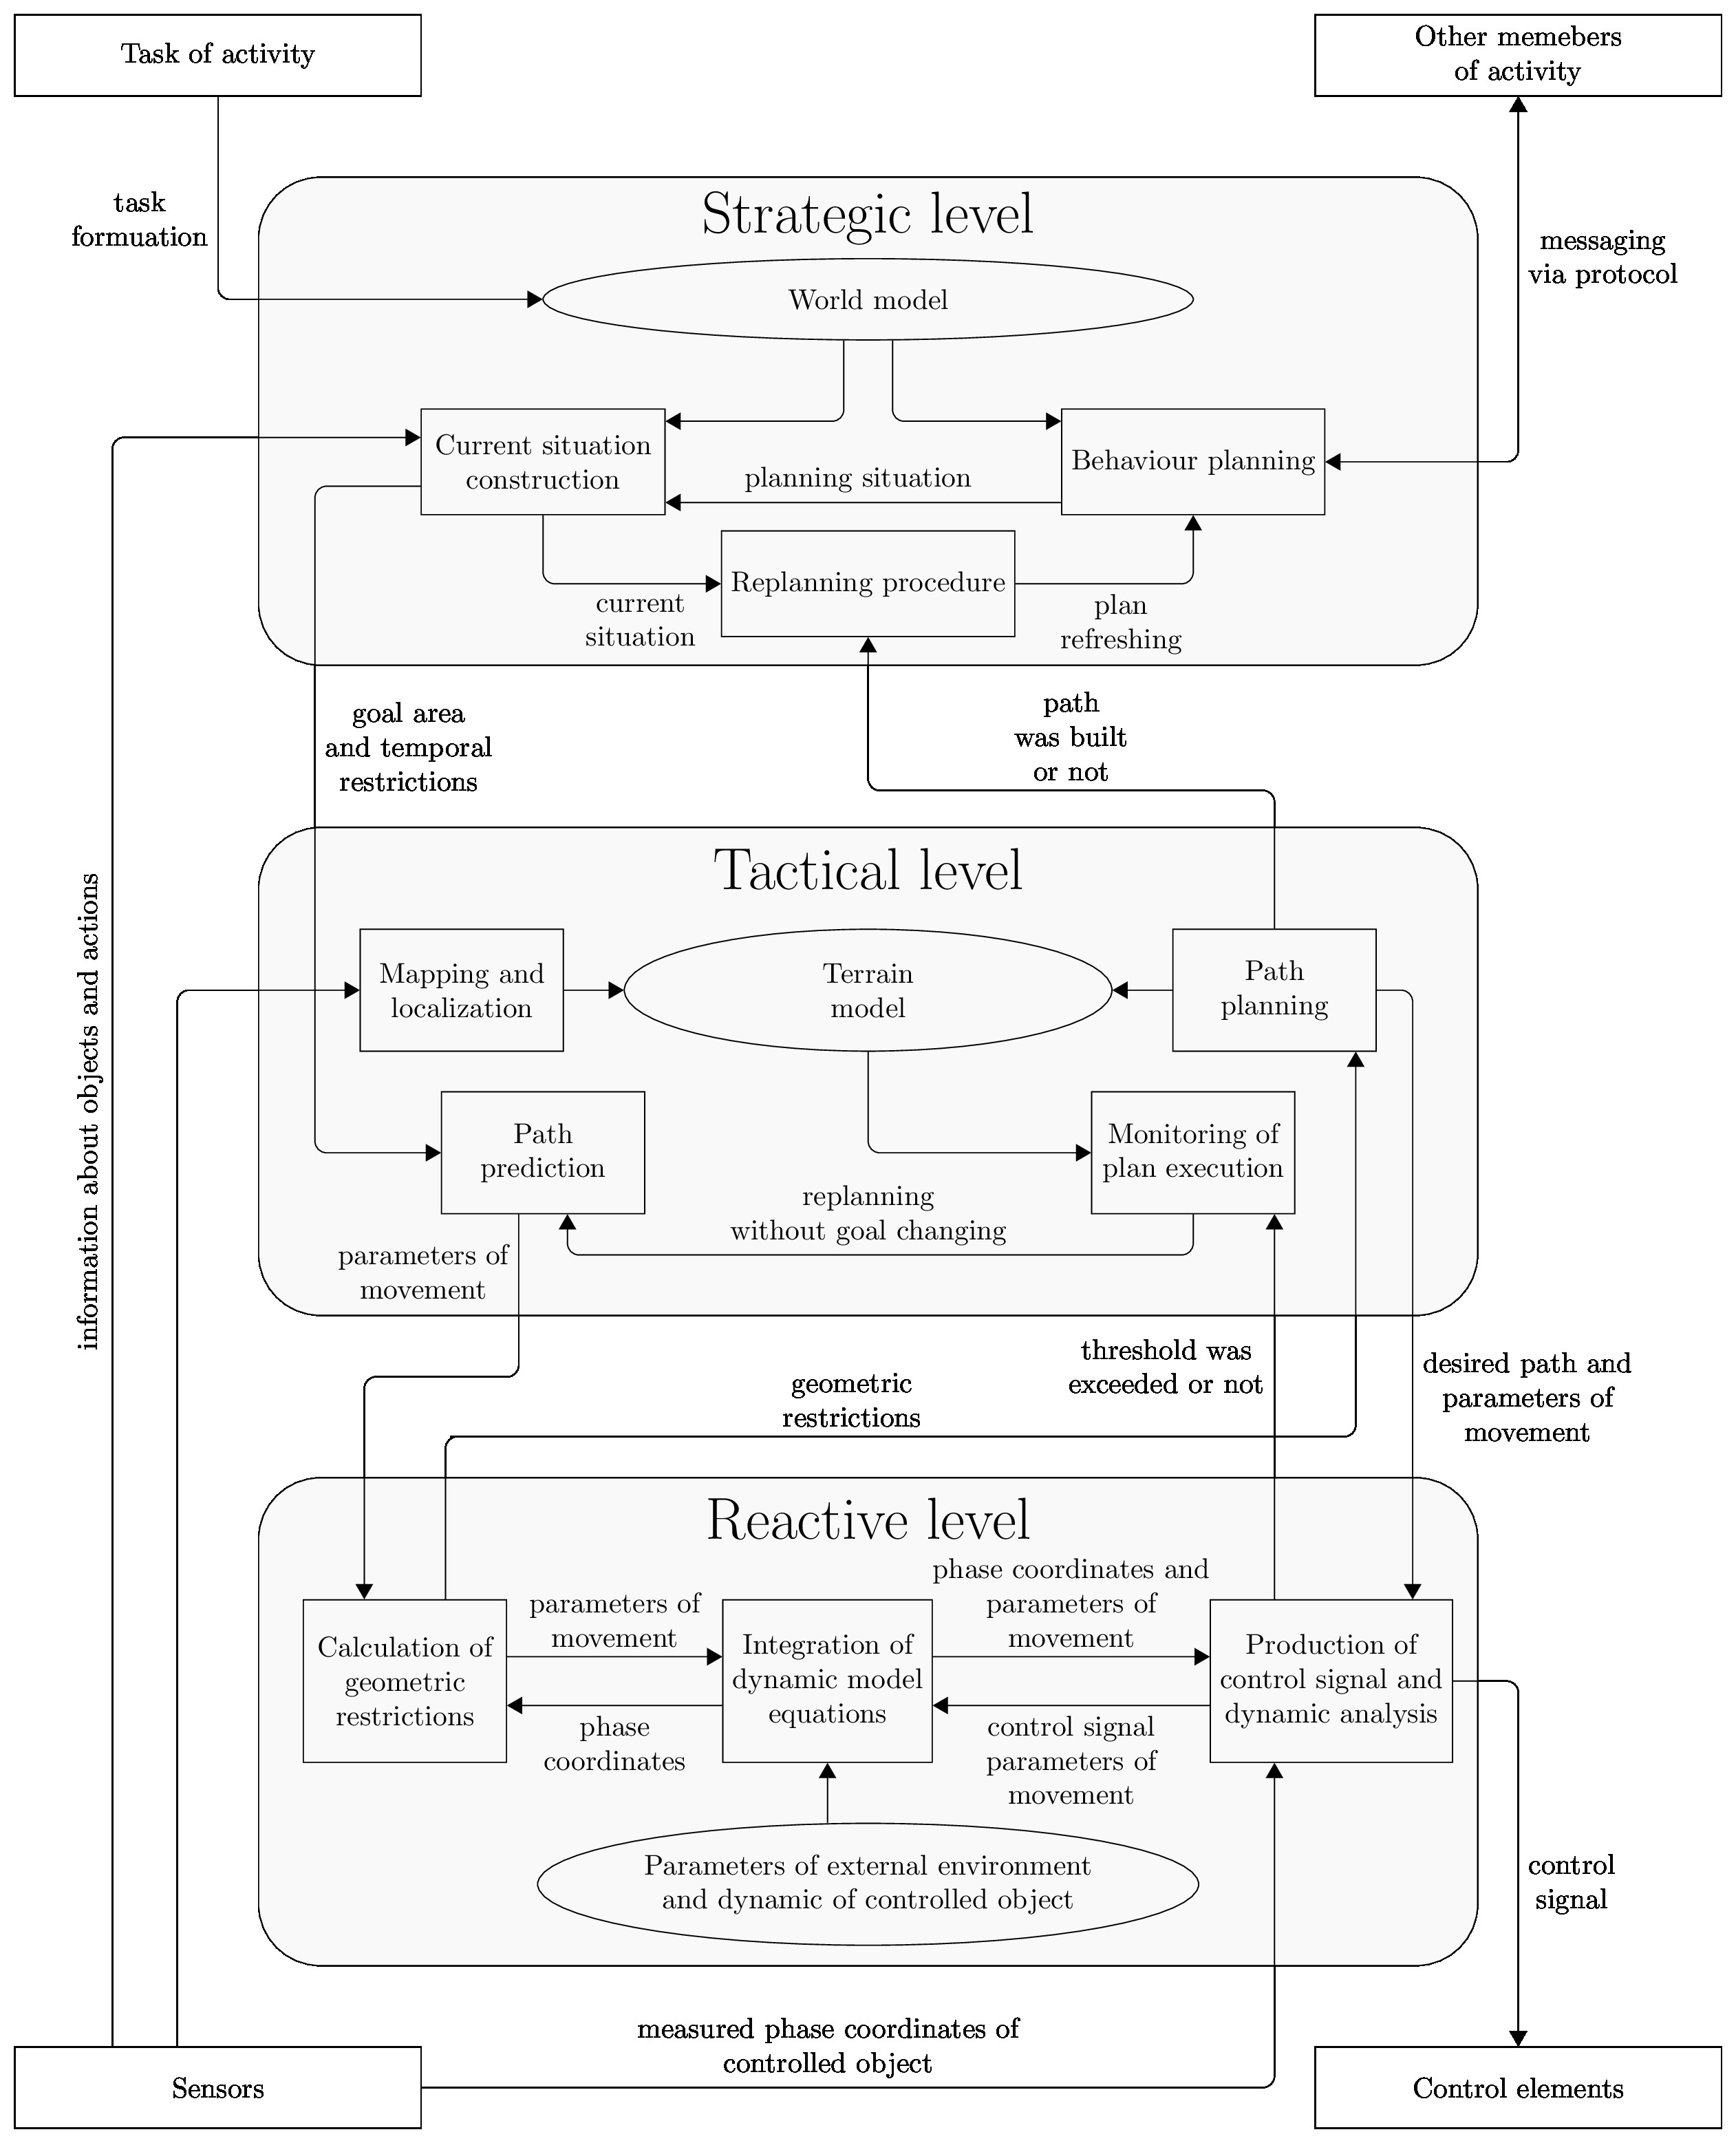 Task of activity
Other memebers
of activity
task
formuation
messaging
via protocol
Strategic level
World model
Current situation
construction
planning situation
Behaviour planning
Replanning procedure
current
situation
plan
refreshing
goal area
and temporal
restrictions
path
was built
or not
information about objects and actions
Tactical level
Mapping and
localization
Terrain
model
Path
planning
Path
prediction
Monitoring of
plan execution
replanning
without goal changing
parameters of
movement
geometric
restrictions
threshold was
exceeded or not
desired path and
parameters of
movement
Reactive level
Calculation of
geometric
restrictions
parameters of
movement
phase
coordinates
Integration of
dynamic model
equations
phase coordinates and
parameters of
movement
control signal
parameters of
movement
Production of
control signal and
dynamic analysis
Parameters of external environment
and dynamic of controlled object
control
signal
measured phase coordinates of
controlled object
Sensors
Control elements